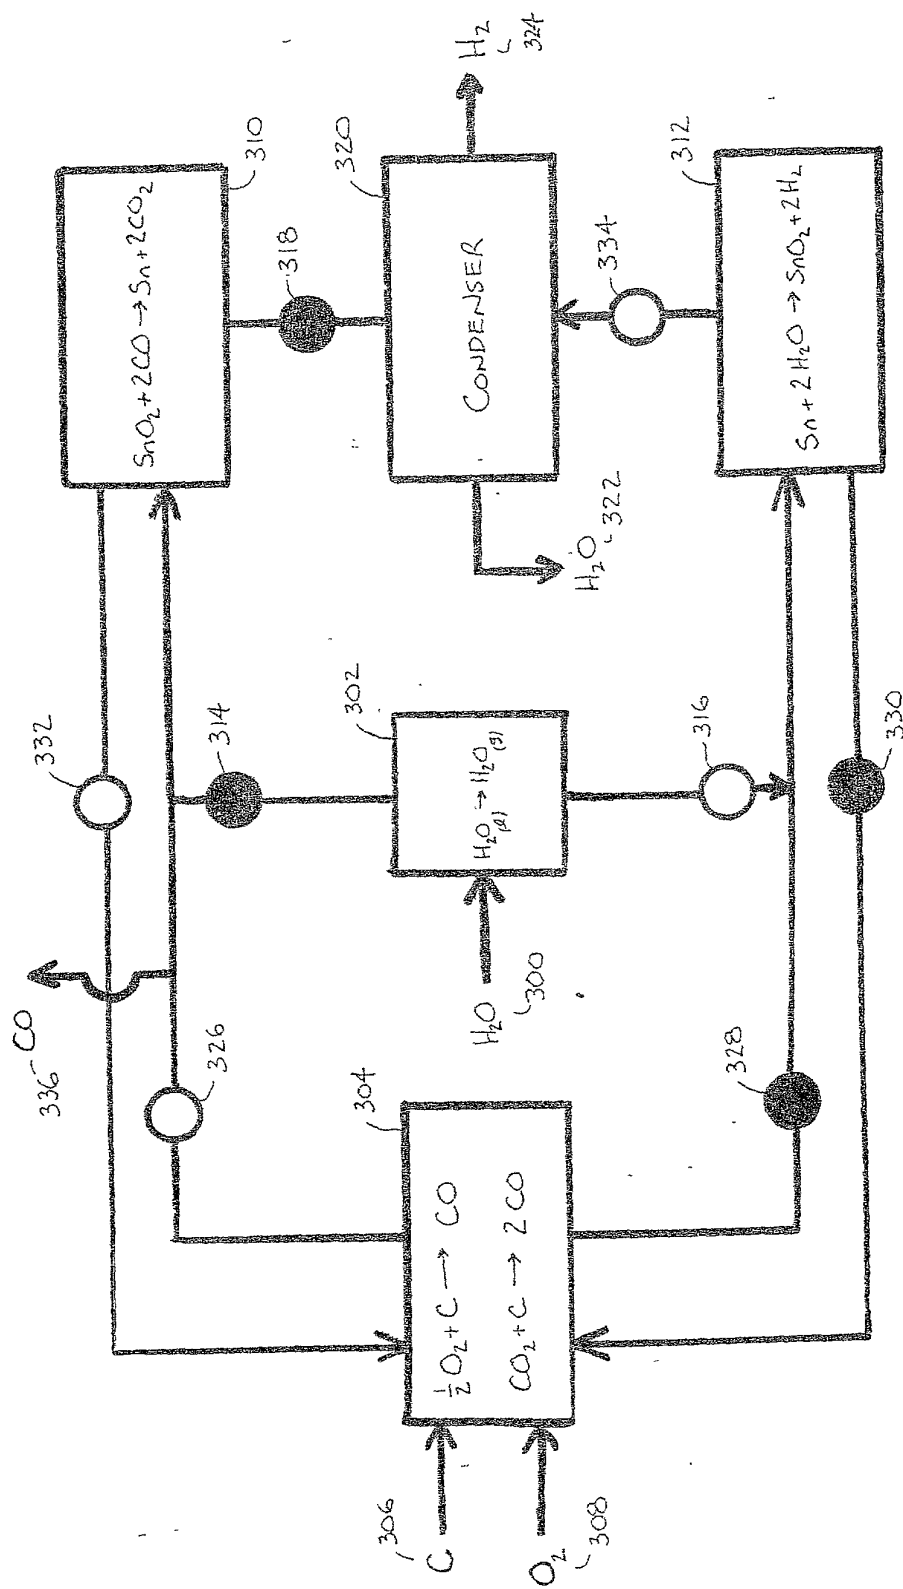 336 CO
332
310
SnO₂+2CO→Sn+2CO₂
326
314
318
304
302
320
306
C
½O₂+C → CO
CO₂+C → 2CO
H₂O
300
H₂O(l)→H₂O(g)
CONDENSER
H₂
324
O₂
308
H₂O
322
316
334
328
312
Sn+2H₂O→SnO₂+2H₂
330